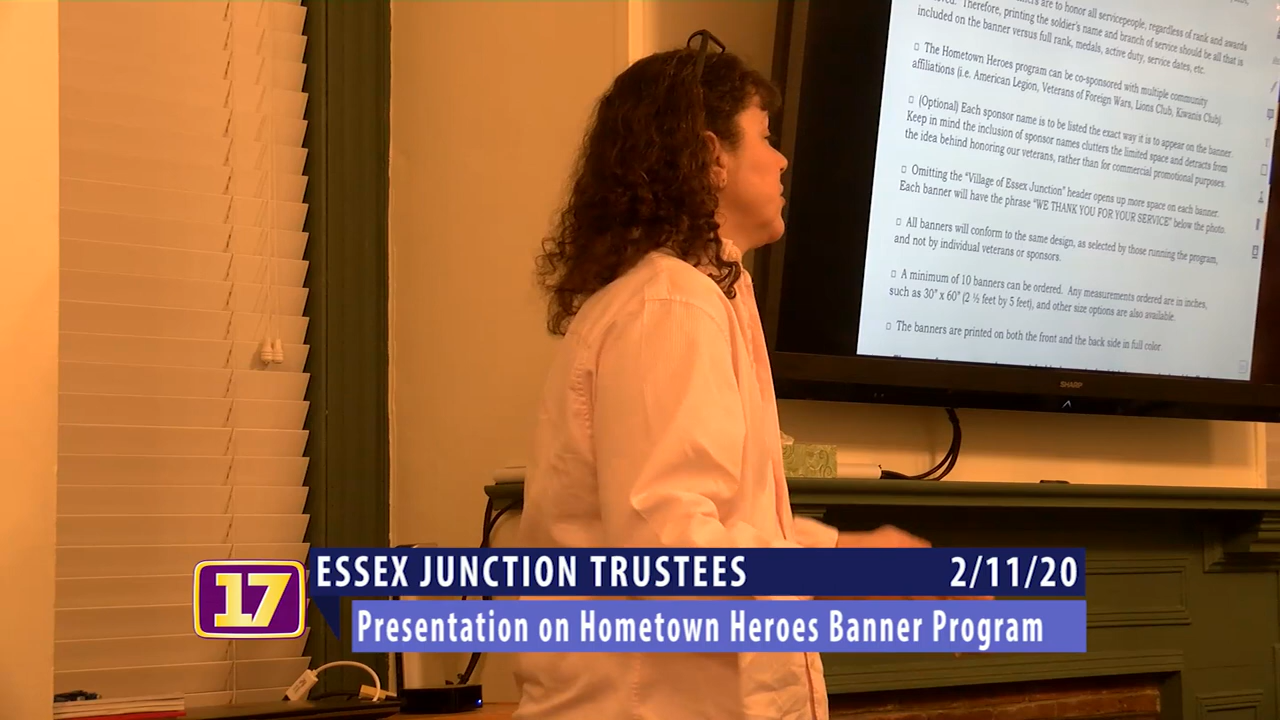 are to honor all servicepeople, regardless of rank and awards
Therefore, printing the soldier's name and branch of service should be all that is
included on the banner versus full rank, medals, active duty, service dates, etc.
□ The Hometown Heroes program can be co-sponsored with multiple community
affiliations (i.e. American Legion, Veterans of Foreign Wars, Lions Club, Kiwanis Club).
□ (Optional) Each sponsor name is to be listed the exact way it is to appear on the banner.
Keep in mind the inclusion of sponsor names clutters the limited space and detracts from
the idea behind honoring our veterans, rather than for commercial promotional purposes.
□ Omitting the "Village of Essex Junction" header opens up more space on each banner.
Each banner will have the phrase "WE THANK YOU FOR YOUR SERVICE" below the photo.
□ All banners will conform to the same design, as selected by those running the program,
and not by individual veterans or sponsors.
□ A minimum of 10 banners can be ordered. Any measurements ordered are in inches,
such as 30" x 60" (2 ½ feet by 5 feet), and other size options are also available.
□ The banners are printed on both the front and the back side in full color.
SHARP
17
ESSEX JUNCTION TRUSTEES 2/11/20
Presentation on Hometown Heroes Banner Program